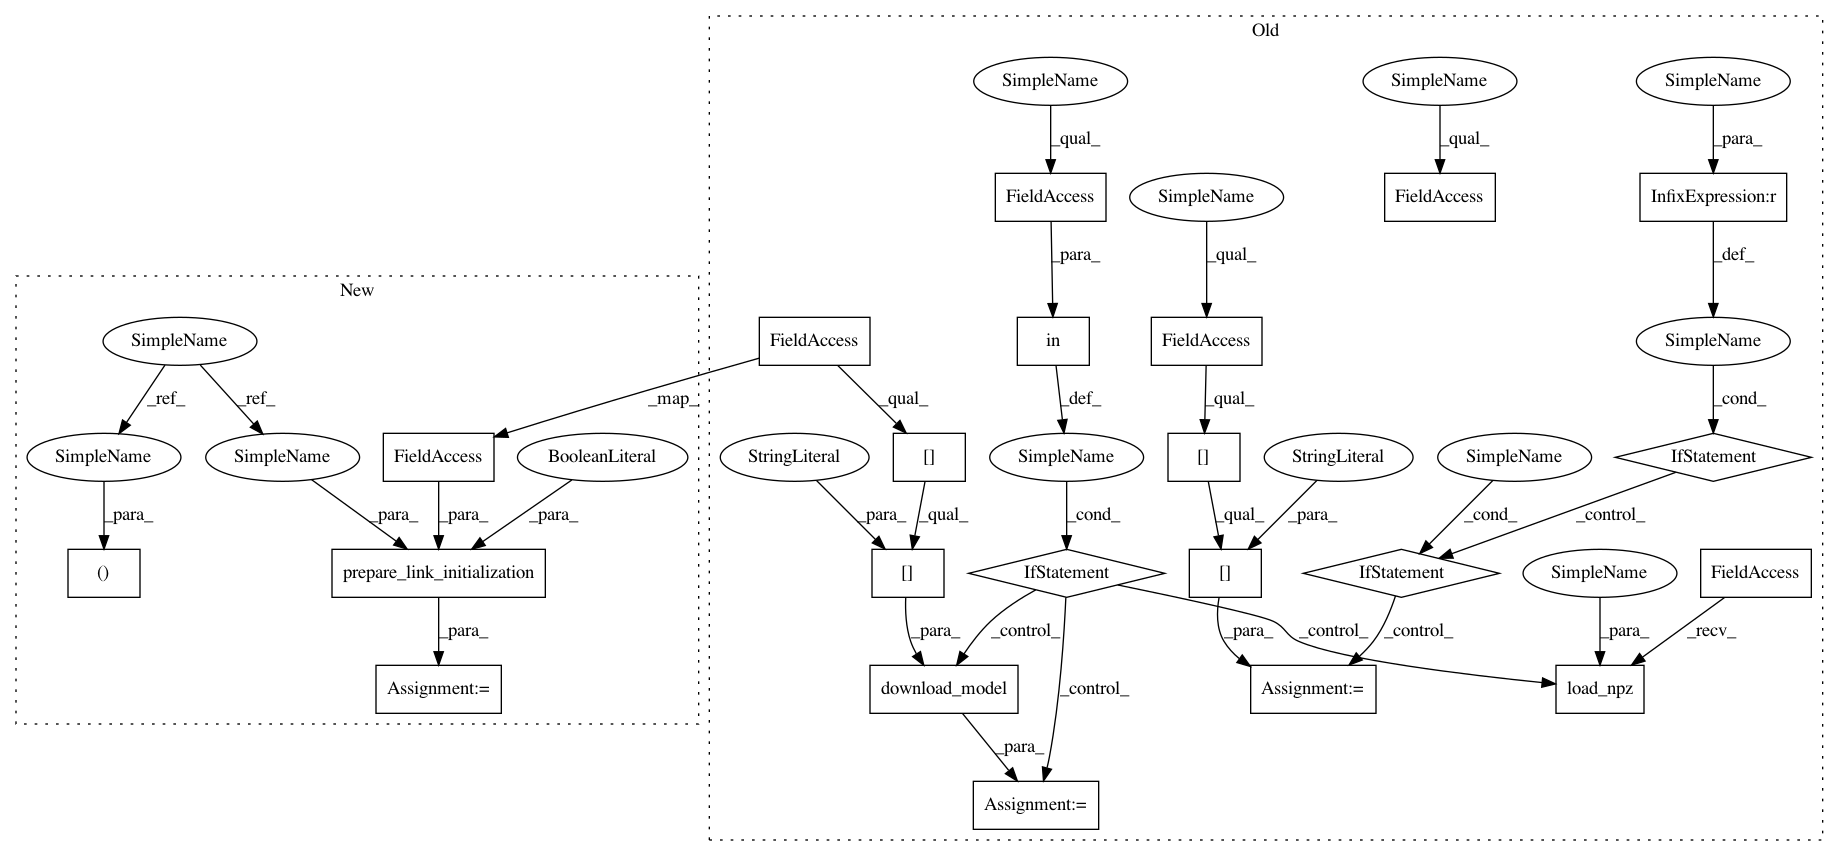 Old
SimpleName
SimpleName
SimpleName
_qual_
_qual_
_para_
FieldAccess
SimpleName
FieldAccess
InfixExpression:r
_para_
_qual_
_def_
New
SimpleName
FieldAccess
in
FieldAccess
SimpleName
_ref_
_ref_
_map_
_qual_
_def_
_qual_
_cond_
SimpleName
SimpleName
FieldAccess
BooleanLiteral
StringLiteral
[]
SimpleName
[]
StringLiteral
SimpleName
IfStatement
_para_
_para_
_para_
_para_
_para_
_qual_
_cond_
_qual_
_para_
_cond_
_control_
()
prepare_link_initialization
[]
IfStatement
[]
IfStatement
SimpleName
FieldAccess
_para_
_para_
_control_
_para_
_control_
_control_
_para_
_recv_
Assignment:=
download_model
Assignment:=
load_npz
_control_
_para_
Assignment:=